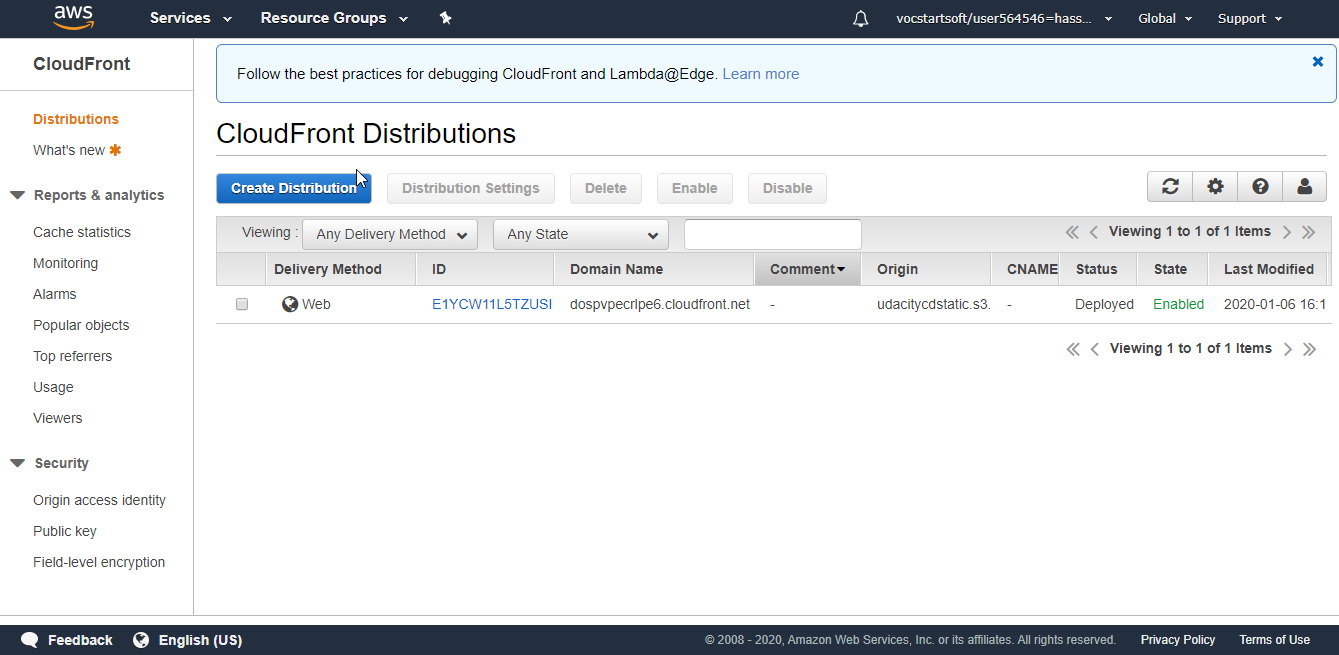 aws Services Resource Groups vocstartsoft/user564546=hass... Global Support
CloudFront
Distributions
What's new
Reports & analytics
Cache statistics
Monitoring
Alarms
Popular objects
Top referrers
Usage
Viewers
Security
Origin access identity
Public key
Field-level encryption
Follow the best practices for debugging CloudFront and Lambda@Edge. Learn more
CloudFront Distributions
Create Distribution Distribution Settings Delete Enable Disable
Viewing : Any Delivery Method Any State Viewing 1 to 1 of 1 Items
Delivery Method ID Domain Name Comment Origin CNAME Status State Last Modified
Web E1YCW11L5TZUSI dospvpecrlpe6.cloudfront.net - udacitycdstatic.s3. - Deployed Enabled 2020-01-06 16:1
Viewing 1 to 1 of 1 Items
Feedback English (US) © 2008 - 2020, Amazon Web Services, Inc. or its affiliates. All rights reserved. Privacy Policy Terms of Use